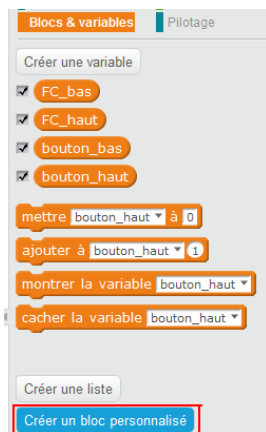 Blocs & variables Pilotage
Créer une variable
FC_bas
FC_haut
bouton_bas
bouton_haut
mettre bouton_haut à 0
ajouter à bouton_haut 1
montrer la variable bouton_haut
cacher la variable bouton_haut
Créer une liste
Créer un bloc personnalisé